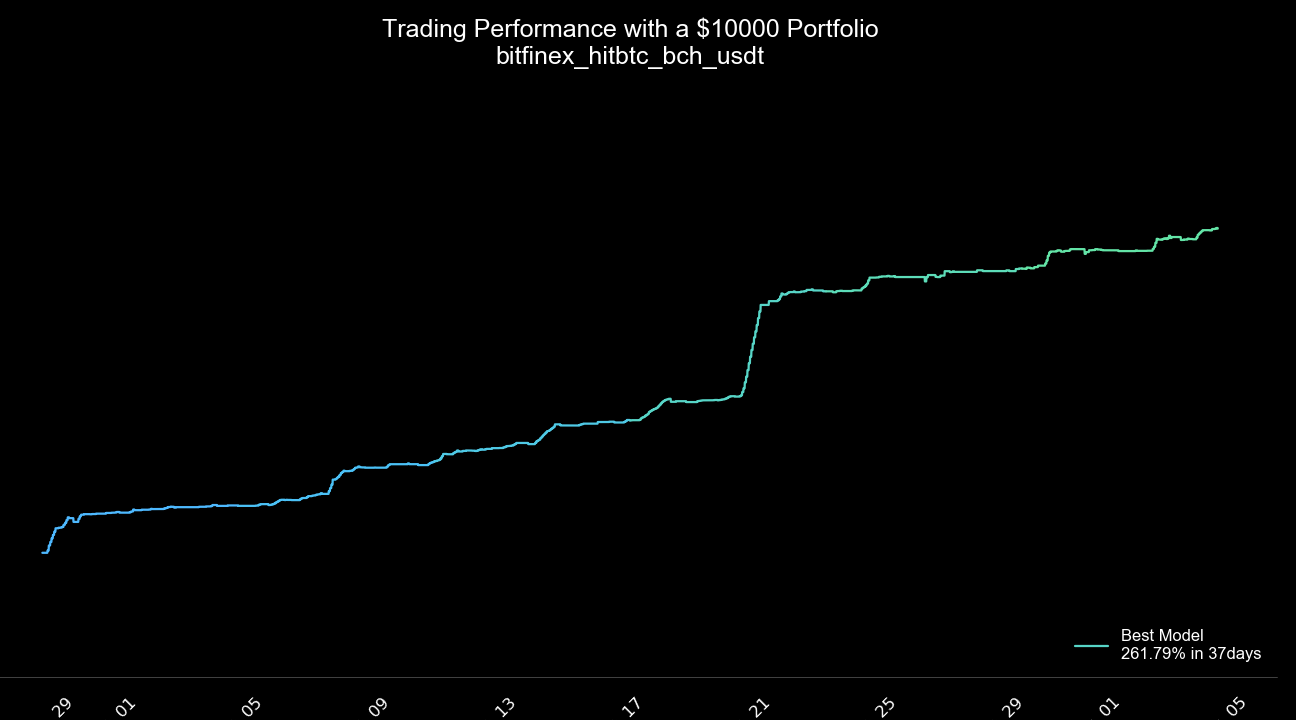 Trading Performance with a $10000 Portfolio
bitfinex_hitbtc_bch_usdt
Best Model
261.79% in 37days
29 01 05 09 13 17 21 25 29 01 05